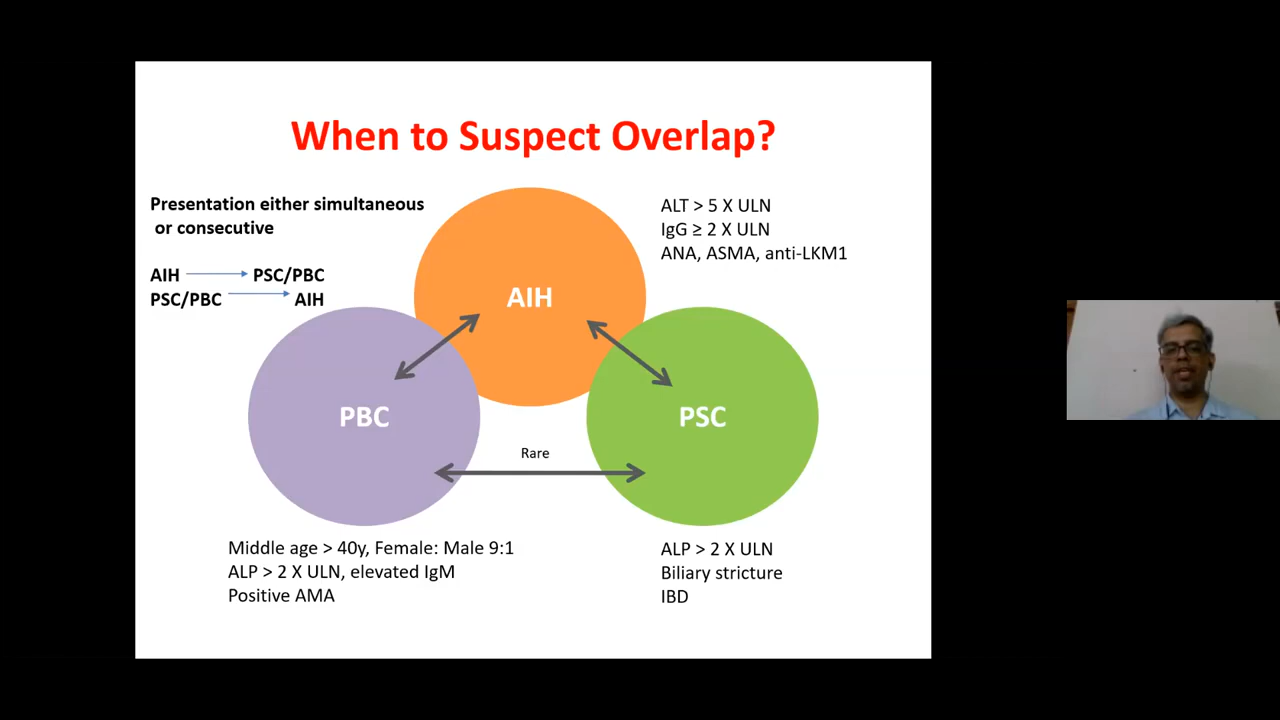 When to Suspect Overlap?
Presentation either simultaneous
or consecutive
AIH PSC/PBC
PSC/PBC AIH
ALT > 5 X ULN
IgG ≥ 2 X ULN
ANA, ASMA, anti-LKM1
AIH
PBC
PSC
Rare
Middle age > 40y, Female: Male 9:1
ALP > 2 X ULN, elevated IgM
Positive AMA
ALP > 2 X ULN
Biliary stricture
IBD